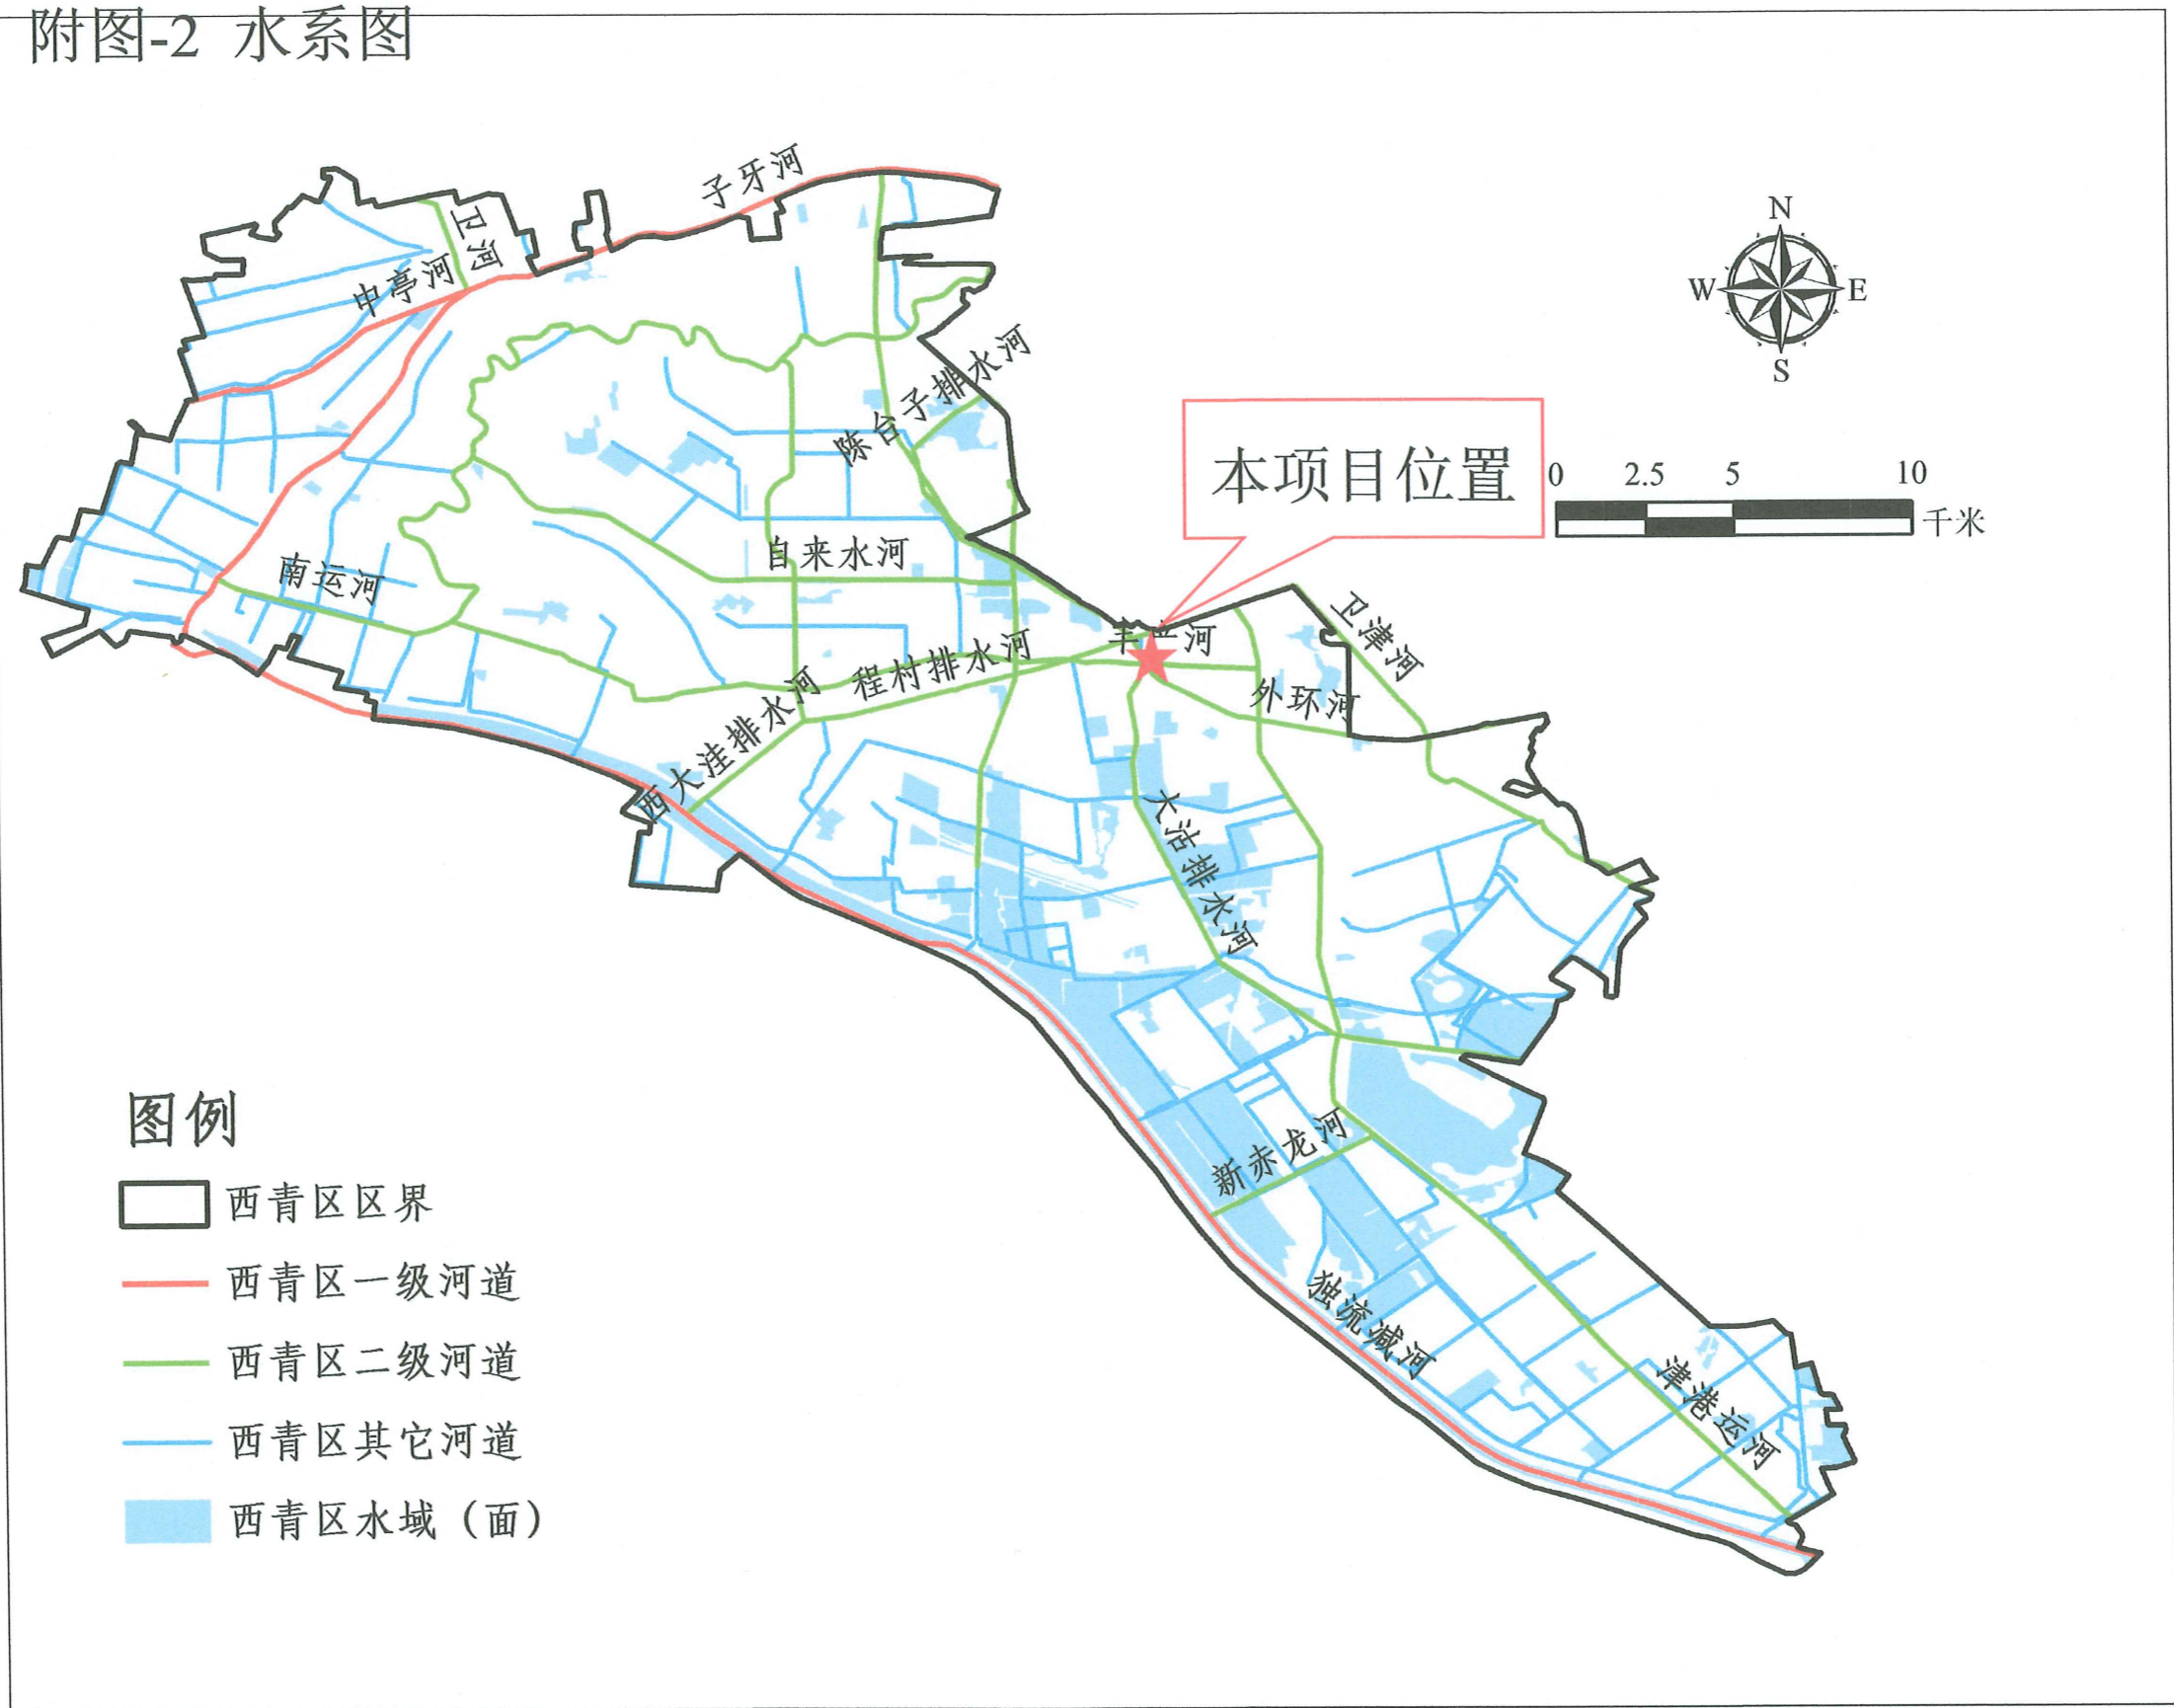 附图-2 水系图
子牙河
卫河
中亭河
N
W
E
S
陈台子排水河
本项目位置
0 2.5 5 10
千米
自来水河
南运河
丰产河
卫津河
程村排水河
外环河
西大洼排水河
大沽排水河
新赤龙河
独流减河
津港运河
图例
西青区区界
西青区一级河道
西青区二级河道
西青区其它河道
西青区水域（面）